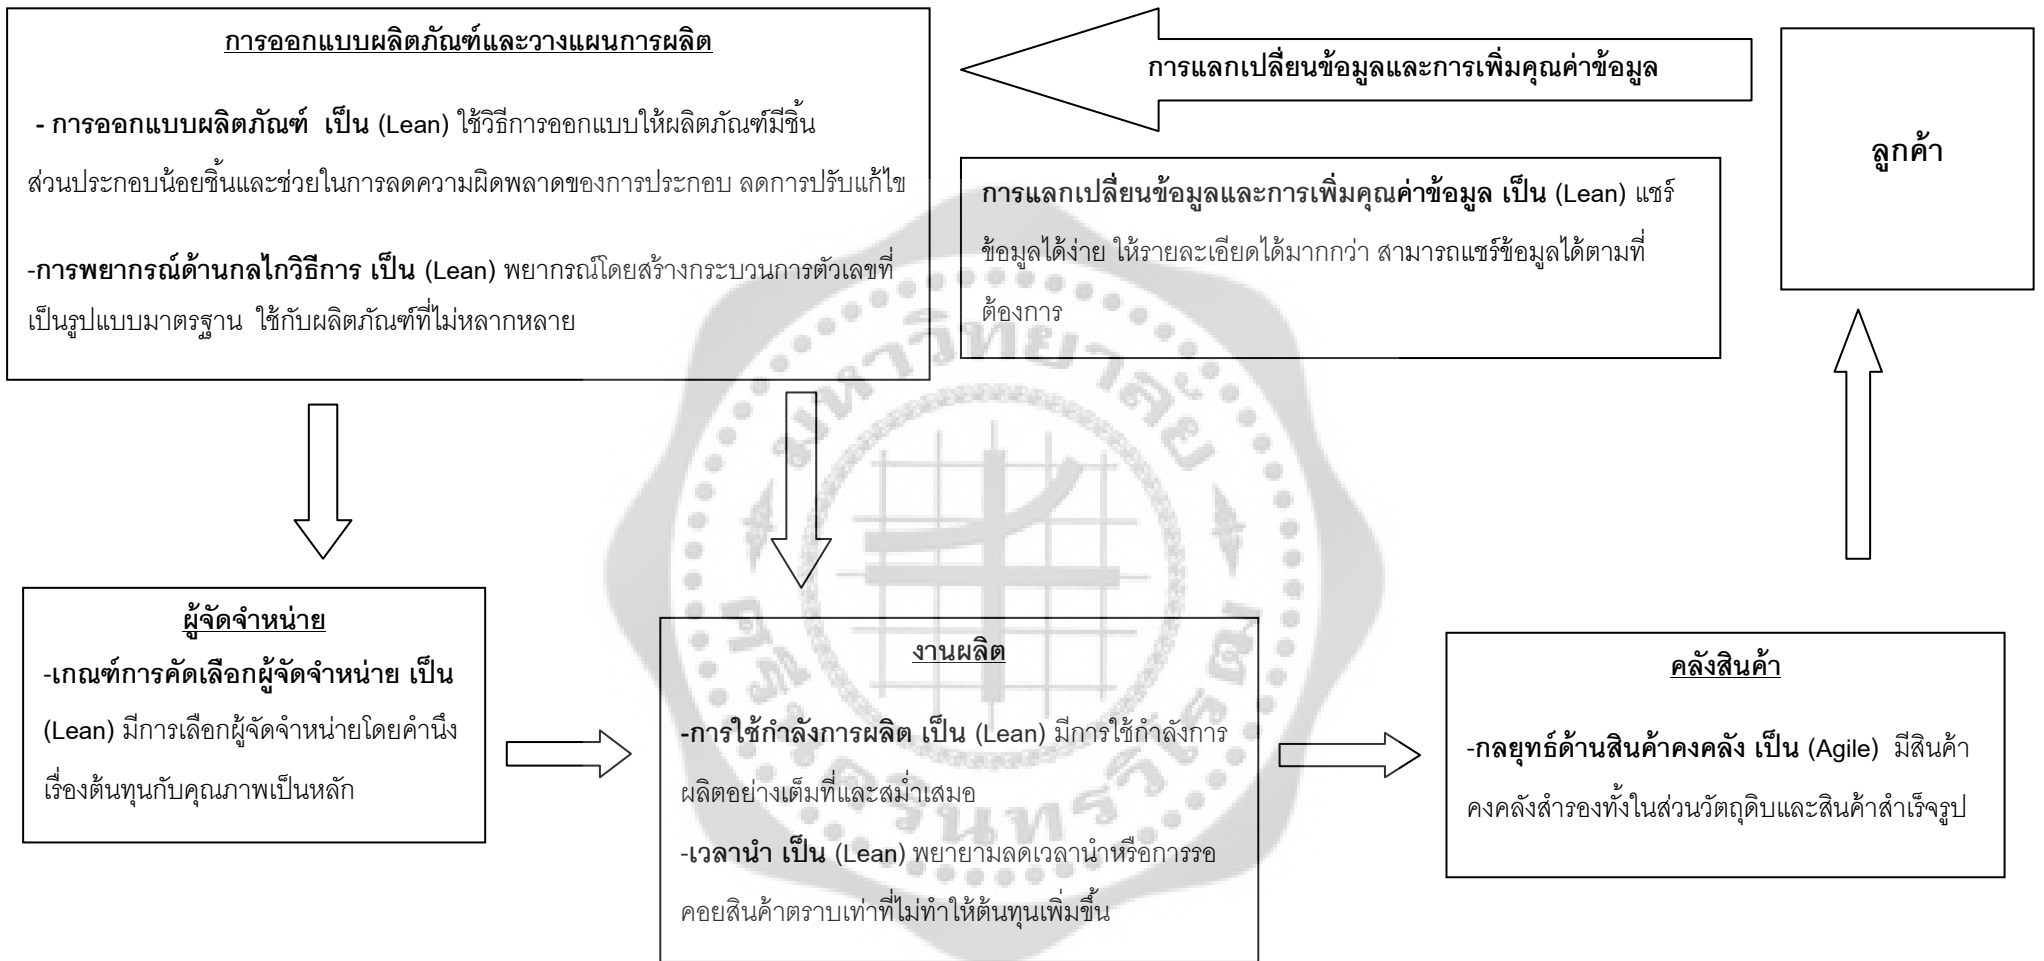 การออกแบบผลิตภัณฑ์และวางแผนการผลิต
- การออกแบบผลิตภัณฑ์ เป็น (Lean) ใช้วิธีการออกแบบให้ผลิตภัณฑ์มีชิ้น
ส่วนประกอบน้อยชิ้นและช่วยในการลดความผิดพลาดของการประกอบ ลดการปรับแก้ไข
-การพยากรณ์ด้านกลไกวิธีการ เป็น (Lean) พยากรณ์โดยสร้างกระบวนการตัวเลขที่
เป็นรูปแบบมาตรฐาน ใช้กับผลิตภัณฑ์ที่ไม่หลากหลาย
การแลกเปลี่ยนข้อมูลและการเพิ่มคุณค่าข้อมูล
การแลกเปลี่ยนข้อมูลและการเพิ่มคุณค่าข้อมูล เป็น (Lean) แชร์
ข้อมูลได้ง่าย ให้รายละเอียดได้มากกว่า สามารถแชร์ข้อมูลได้ตามที่
ต้องการ
ลูกค้า
ผู้จัดจำหน่าย
-เกณฑ์การคัดเลือกผู้จัดจำหน่าย เป็น
(Lean) มีการเลือกผู้จัดจำหน่ายโดยคำนึง
เรื่องต้นทุนกับคุณภาพเป็นหลัก
งานผลิต
-การใช้กำลังการผลิต เป็น (Lean) มีการใช้กำลังการ
ผลิตอย่างเต็มที่และสม่ำเสมอ
-เวลานำ เป็น (Lean) พยายามลดเวลานำหรือการรอ
คอยสินค้าตราบเท่าที่ไม่ทำให้ต้นทุนเพิ่มขึ้น
คลังสินค้า
-กลยุทธ์ด้านสินค้าคงคลัง เป็น (Agile) มีสินค้า
คงคลังสำรองทั้งในส่วนวัตถุดิบและสินค้าสำเร็จรูป
มหาวิทยาลัย
ศรีนครินทรวิโรฒ